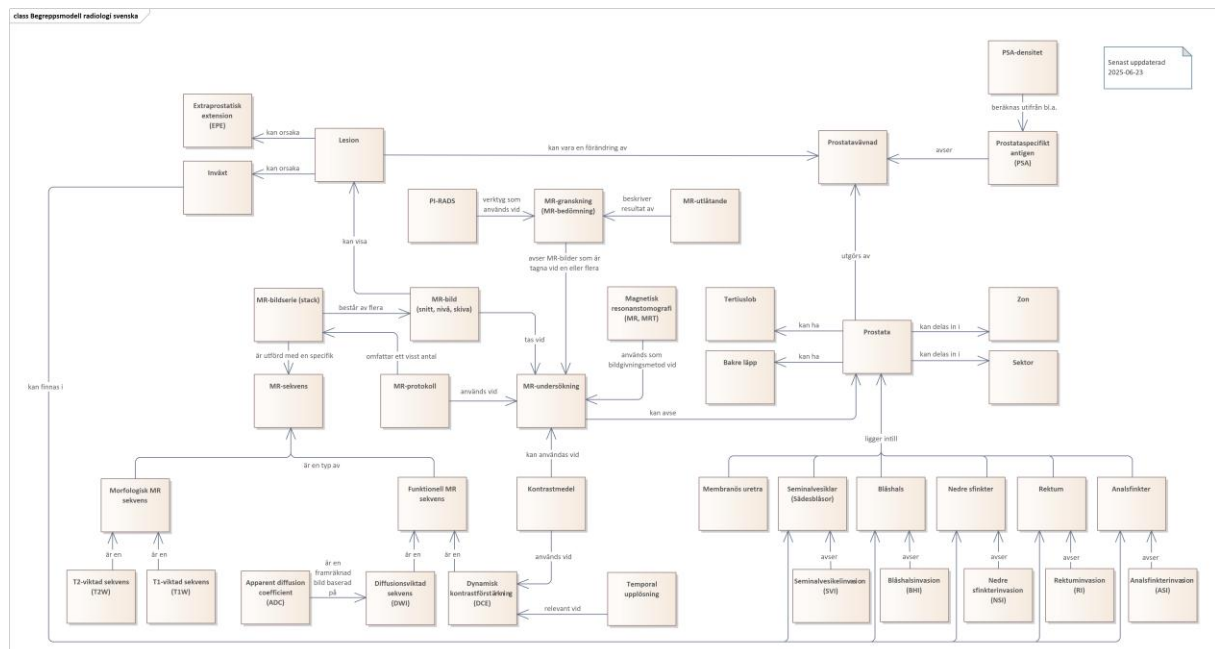 class Begreppsmodell radiologi svenska
PSA-densitet
Senast uppdaterad
2025-06-23
beräknas utifrån bl.a.
Extraprostatisk
extension
(EPE)
kan orsaka
Lesion
kan vara en förändring av
Prostatavävnad
avser
Prostataspecifikt
antigen
(PSA)
Inväxt
kan orsaka
PI-RADS
verktyg som
används vid
MR-granskning
(MR-bedömning)
beskriver
resultat av
MR-utlåtande
kan visa
avser MR-bilder som är
tagna vid en eller flera
utgörs av
MR-bildserie (stack)
består av flera
MR-bild
(snitt, nivå, skiva)
Magnetisk
resonanstomografi
(MR, MRT)
Tertiuslob
kan ha
Prostata
kan delas in i
Zon
tas vid
är utförd med en specifik
omfattar ett visst antal
används som
bildgivningsmetod vid
Bakre läpp
kan ha
kan delas in i
Sektor
kan finnas i
MR-sekvens
MR-protokoll
används vid
MR-undersökning
kan avse
ligger intill
är en typ av
kan användas vid
Morfologisk MR
sekvens
Funktionell MR
sekvens
Kontrastmedel
Membranös uretra
Seminalvesiklar
(Sädesblåsor)
Blåshals
Nedre sfinkter
Rektum
Analsfinkter
är en
är en
är en
är en
används vid
avser
avser
avser
avser
avser
är en
framräknad
bild baserad
på
T2-viktad sekvens
(T2W)
T1-viktad sekvens
(T1W)
Apparent diffusion
coefficient
(ADC)
Diffusionsviktad
sekvens
(DWI)
Dynamisk
kontrastförstärkning
(DCE)
relevant vid
Temporal
upplösning
Seminalvesikelinvasion
(SVI)
Blåshalsinvasion
(BHI)
Nedre
sfinkterinvasion
(NSI)
Rektuminvasion
(RI)
Analsfinkterinvasion
(ASI)